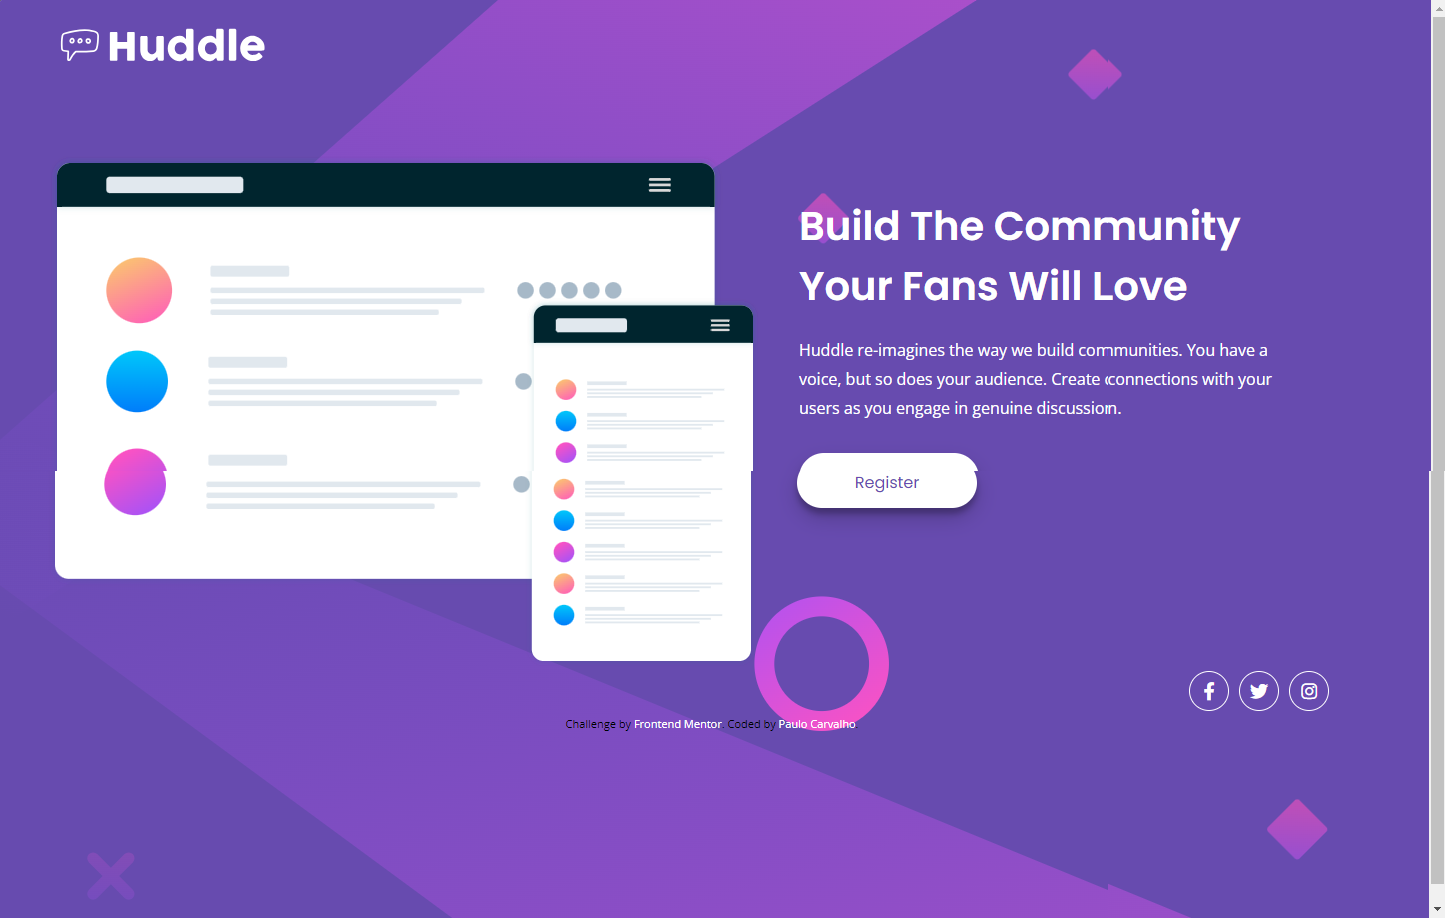 Huddle
Build The Community
Your Fans Will Love
Huddle re-imagines the way we build communities. You have a
voice, but so does your audience. Create connections with your
users as you engage in genuine discussion.
Register
Challenge by Frontend Mentor. Coded by Paulo Carvalho.